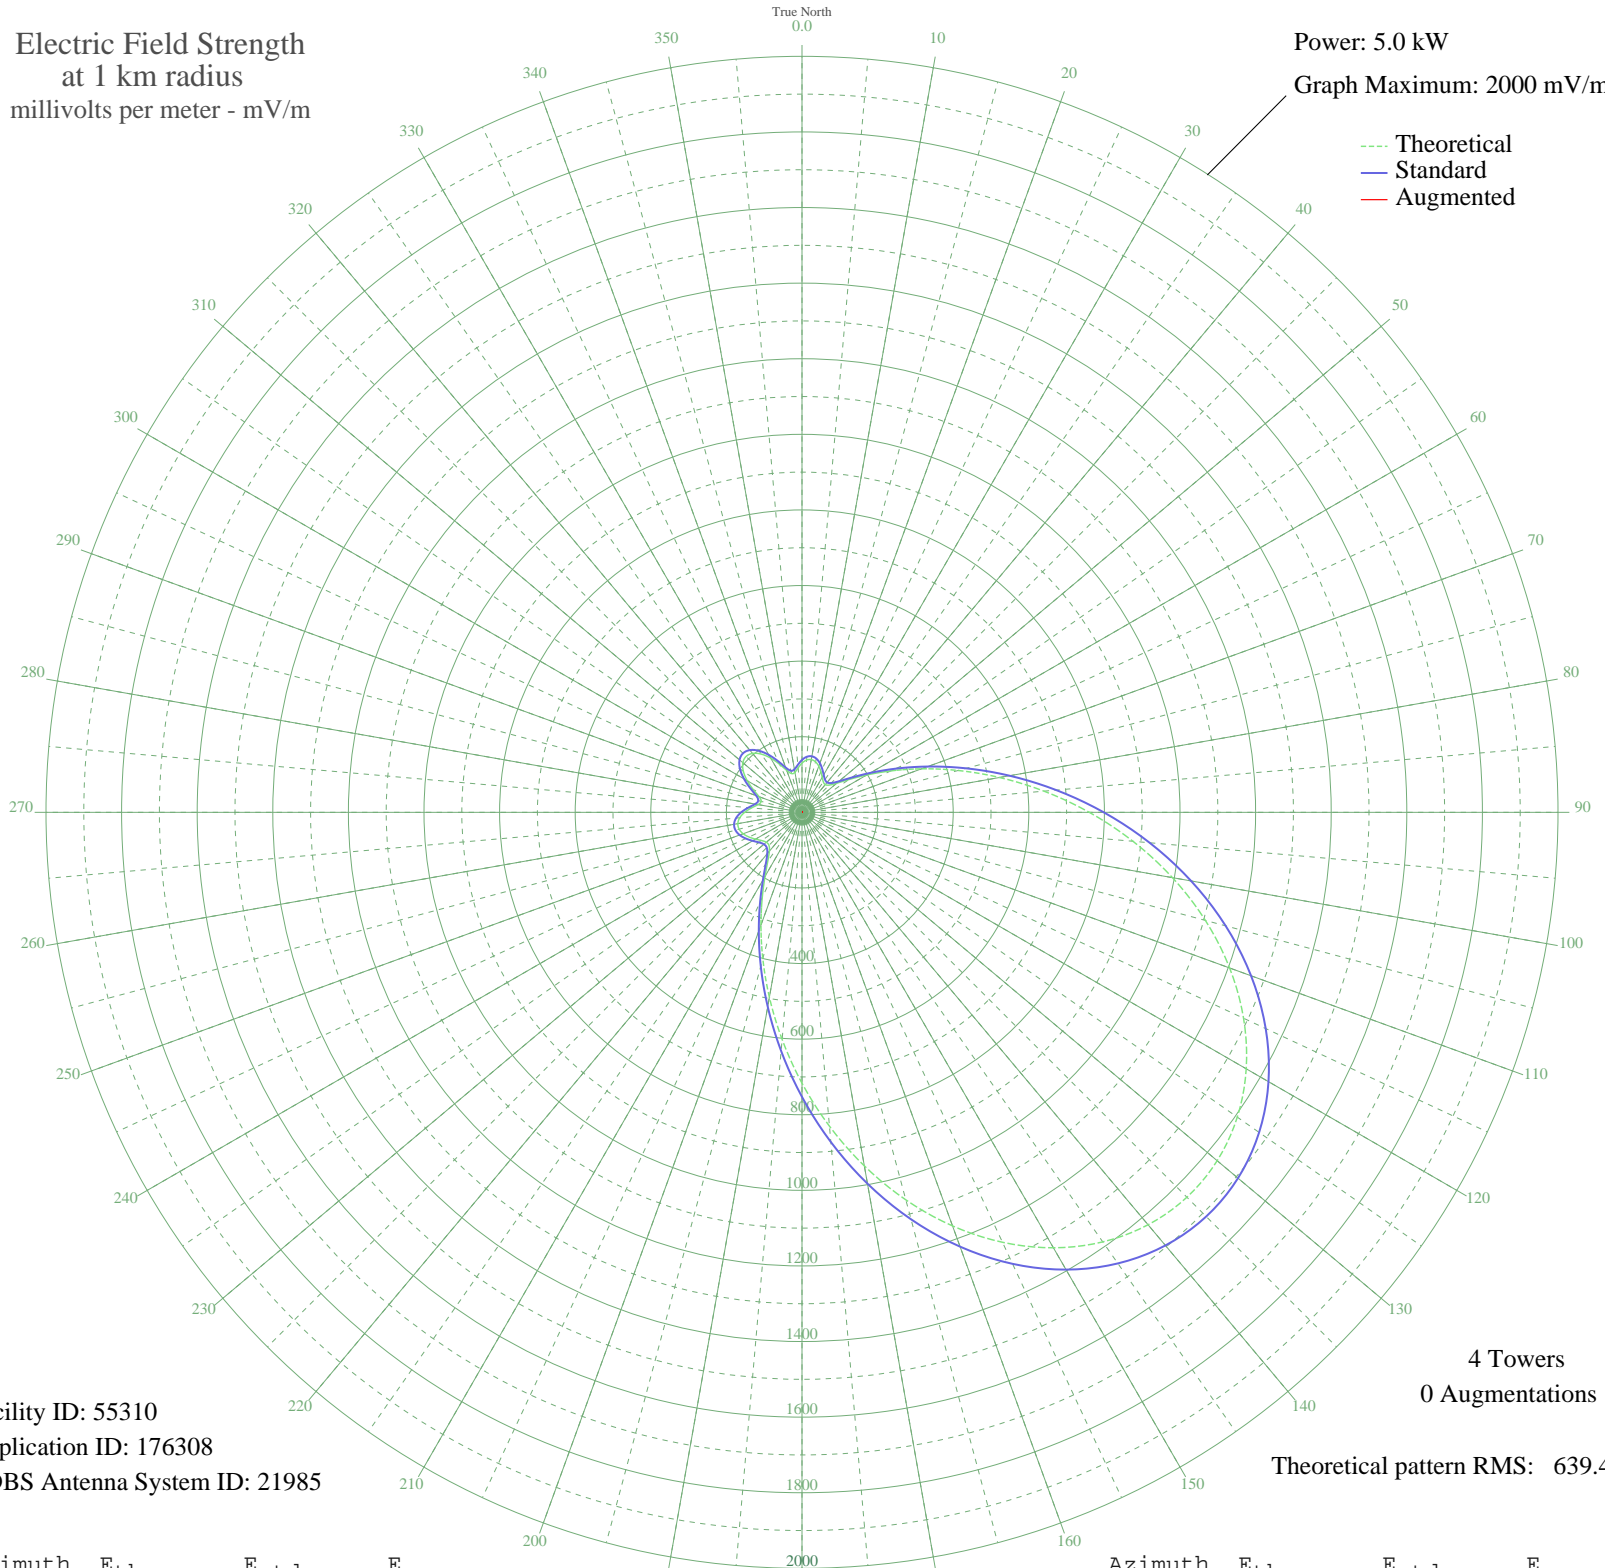 True North
0.0
Electric Field Strength
at 1 km radius
millivolts per meter - mV/m
Power: 5.0 kW
Graph Maximum: 2000 mV/m
Theoretical
Standard
Augmented
10
20
30
40
50
60
70
80
90
100
110
120
130
140
150
160
200
210
220
230
240
250
260
270
280
290
300
310
320
330
340
350
400
600
800
1000
1200
1400
1600
1800
2000
4 Towers
0 Augmentations
Theoretical pattern RMS: 639.4
cility ID: 55310
plication ID: 176308
DBS Antenna System ID: 21985
imuth E E E
Azimuth E E E